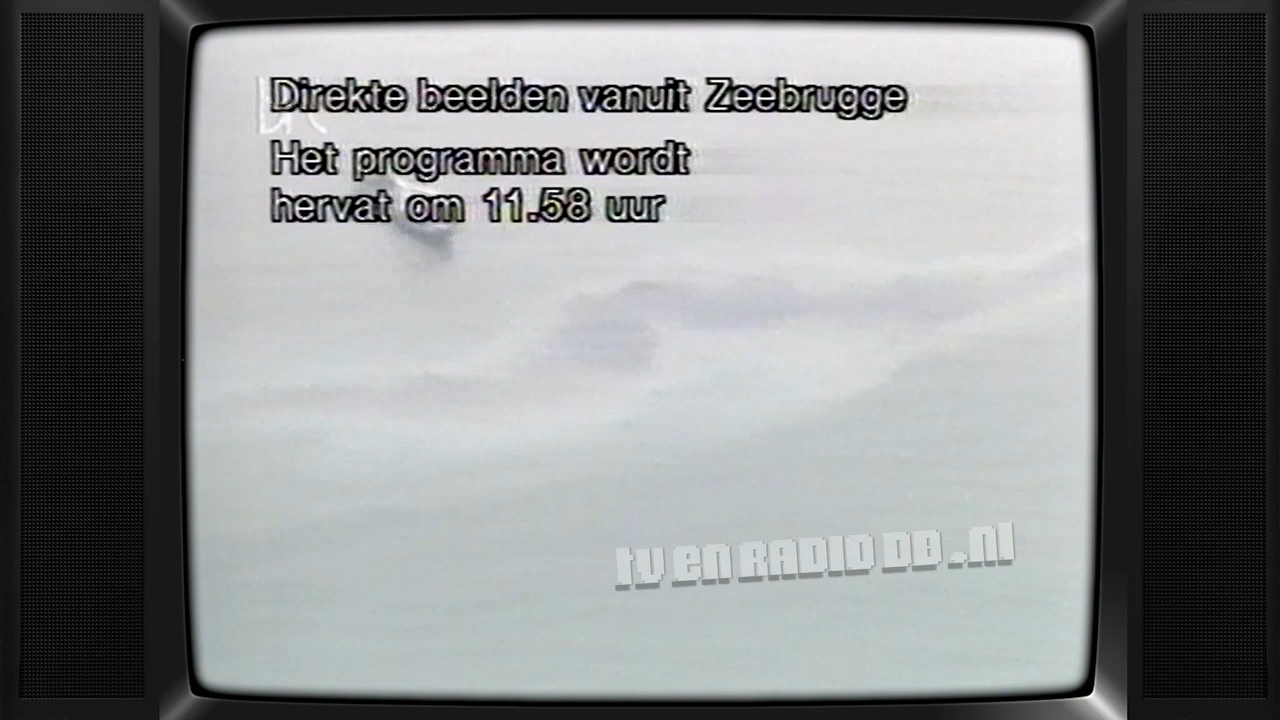 Direkte beelden vanuit Zeebrugge
Het programma wordt
hervat om 11.58 uur
tv en RADIO DB .nl